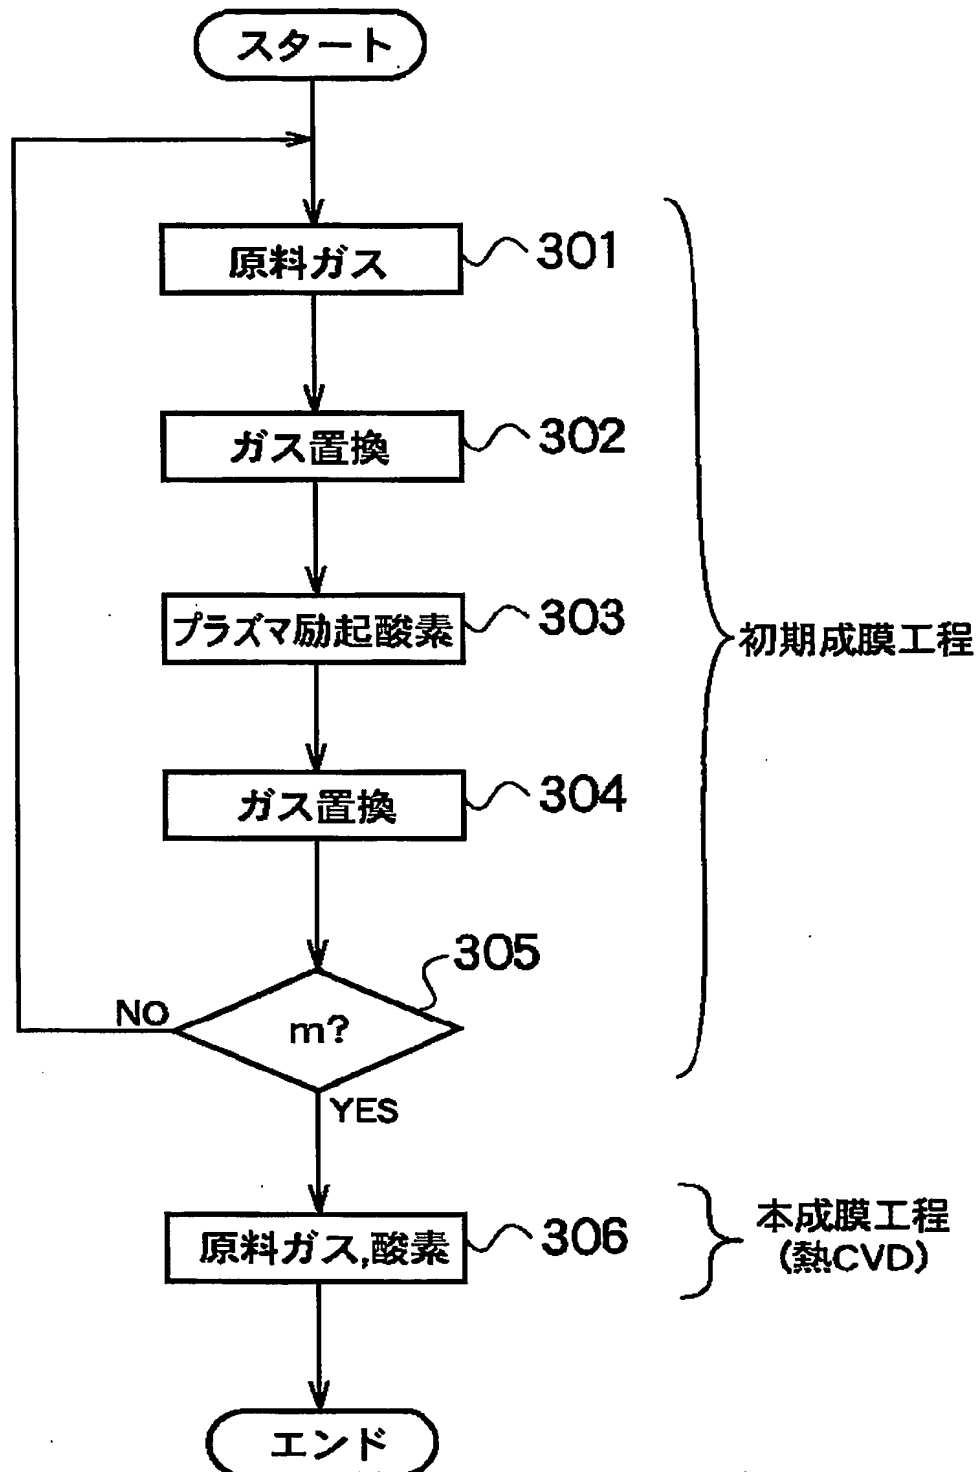 スタート
原料ガス
301
ガス置換
302
プラズマ励起酸素
303
初期成膜工程
ガス置換
304
305
NO
m?
YES
原料ガス,酸素
306
本成膜工程
(熱CVD)
エンド